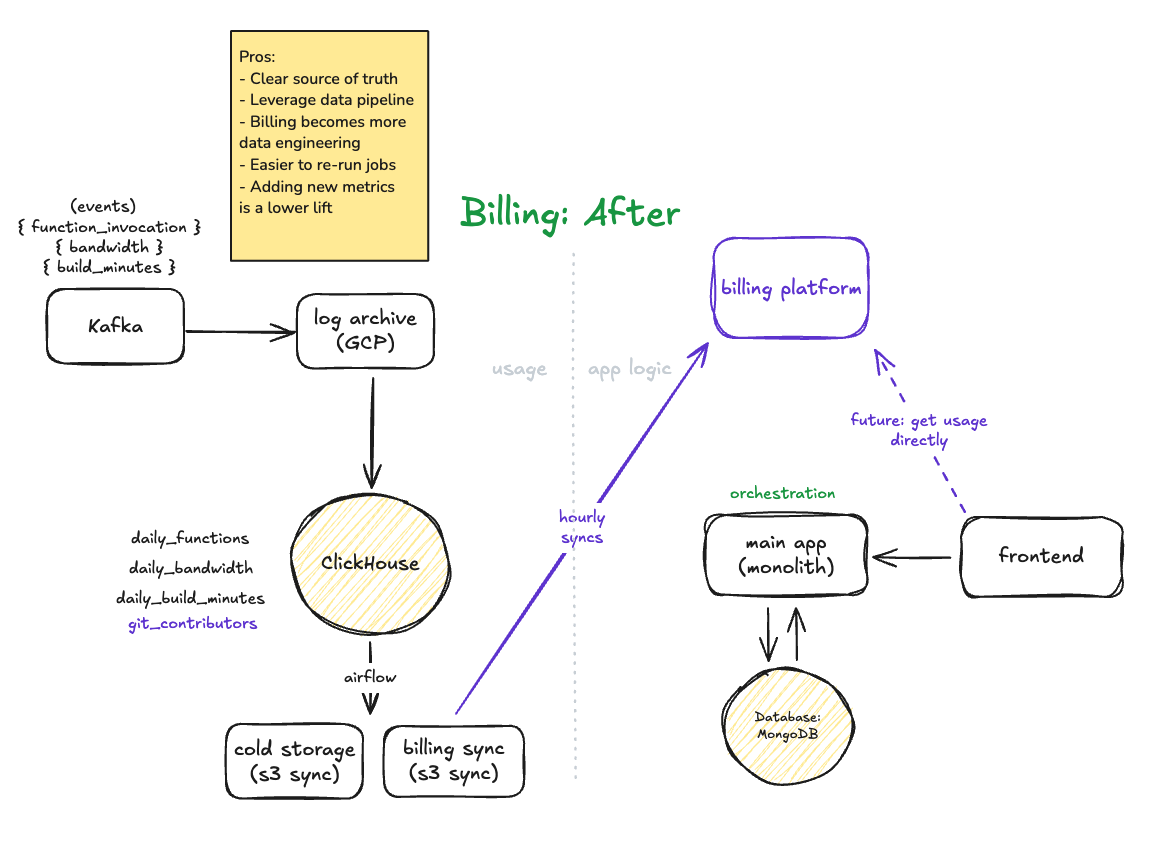 Pros:
- Clear source of truth
- Leverage data pipeline
- Billing becomes more
data engineering
- Easier to re-run jobs
- Adding new metrics
is a lower lift
Billing: After
(events)
{ function_invocation }
{ bandwidth }
{ build_minutes }
Kafka
log archive
(GCP)
usage
app logic
billing platform
future: get usage
directly
ClickHouse
daily_functions
daily_bandwidth
daily_build_minutes
git_contributors
airflow
cold storage
(s3 sync)
billing sync
(s3 sync)
hourly
syncs
orchestration
main app
(monolith)
frontend
Database:
MongoDB